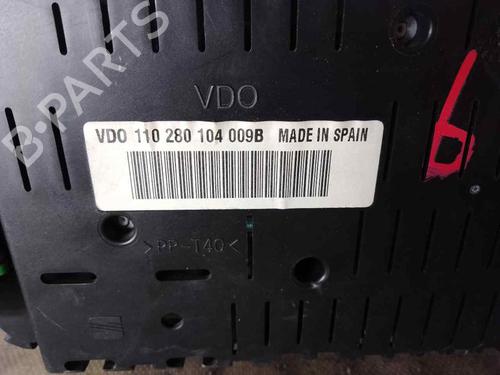 B-PARTS
VDO
6
VDO 110 280 104 009B MADE IN SPAIN
>PP-T40<